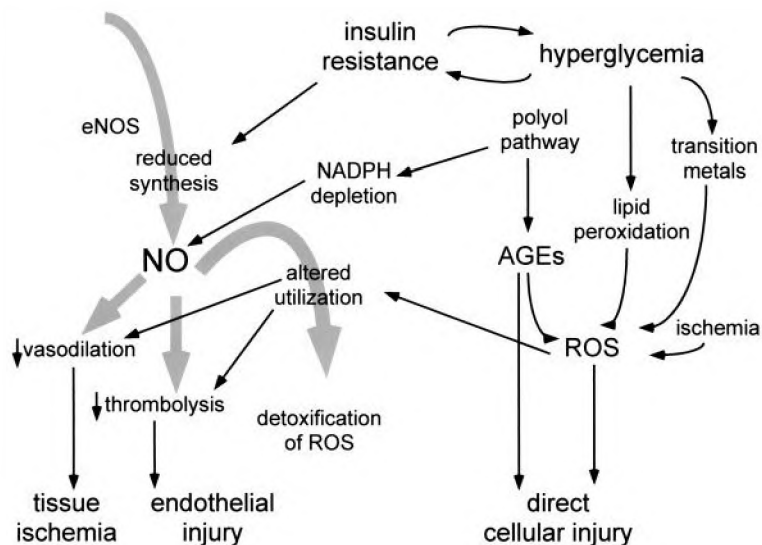 insulin
resistance
hyperglycemia
eNOS
reduced
synthesis
polyol
pathway
transition
metals
NADPH
depletion
lipid
peroxidation
NO
AGEs
altered
utilization
ischemia
ROS
vasodilation
thrombolysis
detoxification
of ROS
tissue
ischemia
endothelial
injury
direct
cellular injury